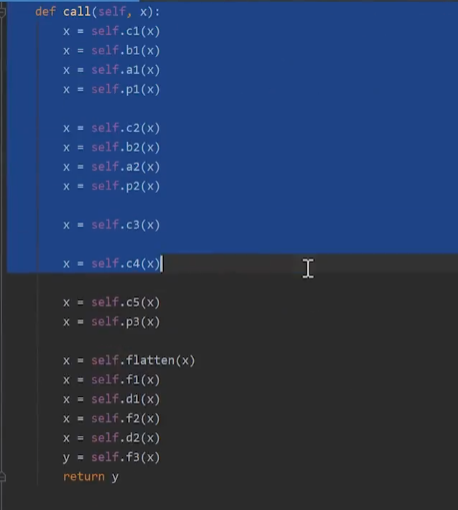 def call(self, x):
x = self.c1(x)
x = self.b1(x)
x = self.a1(x)
x = self.p1(x)
x = self.c2(x)
x = self.b2(x)
x = self.a2(x)
x = self.p2(x)
x = self.c3(x)
x = self.c4(x)
x = self.c5(x)
x = self.p3(x)
x = self.flatten(x)
x = self.f1(x)
x = self.d1(x)
x = self.f2(x)
x = self.d2(x)
y = self.f3(x)
return y